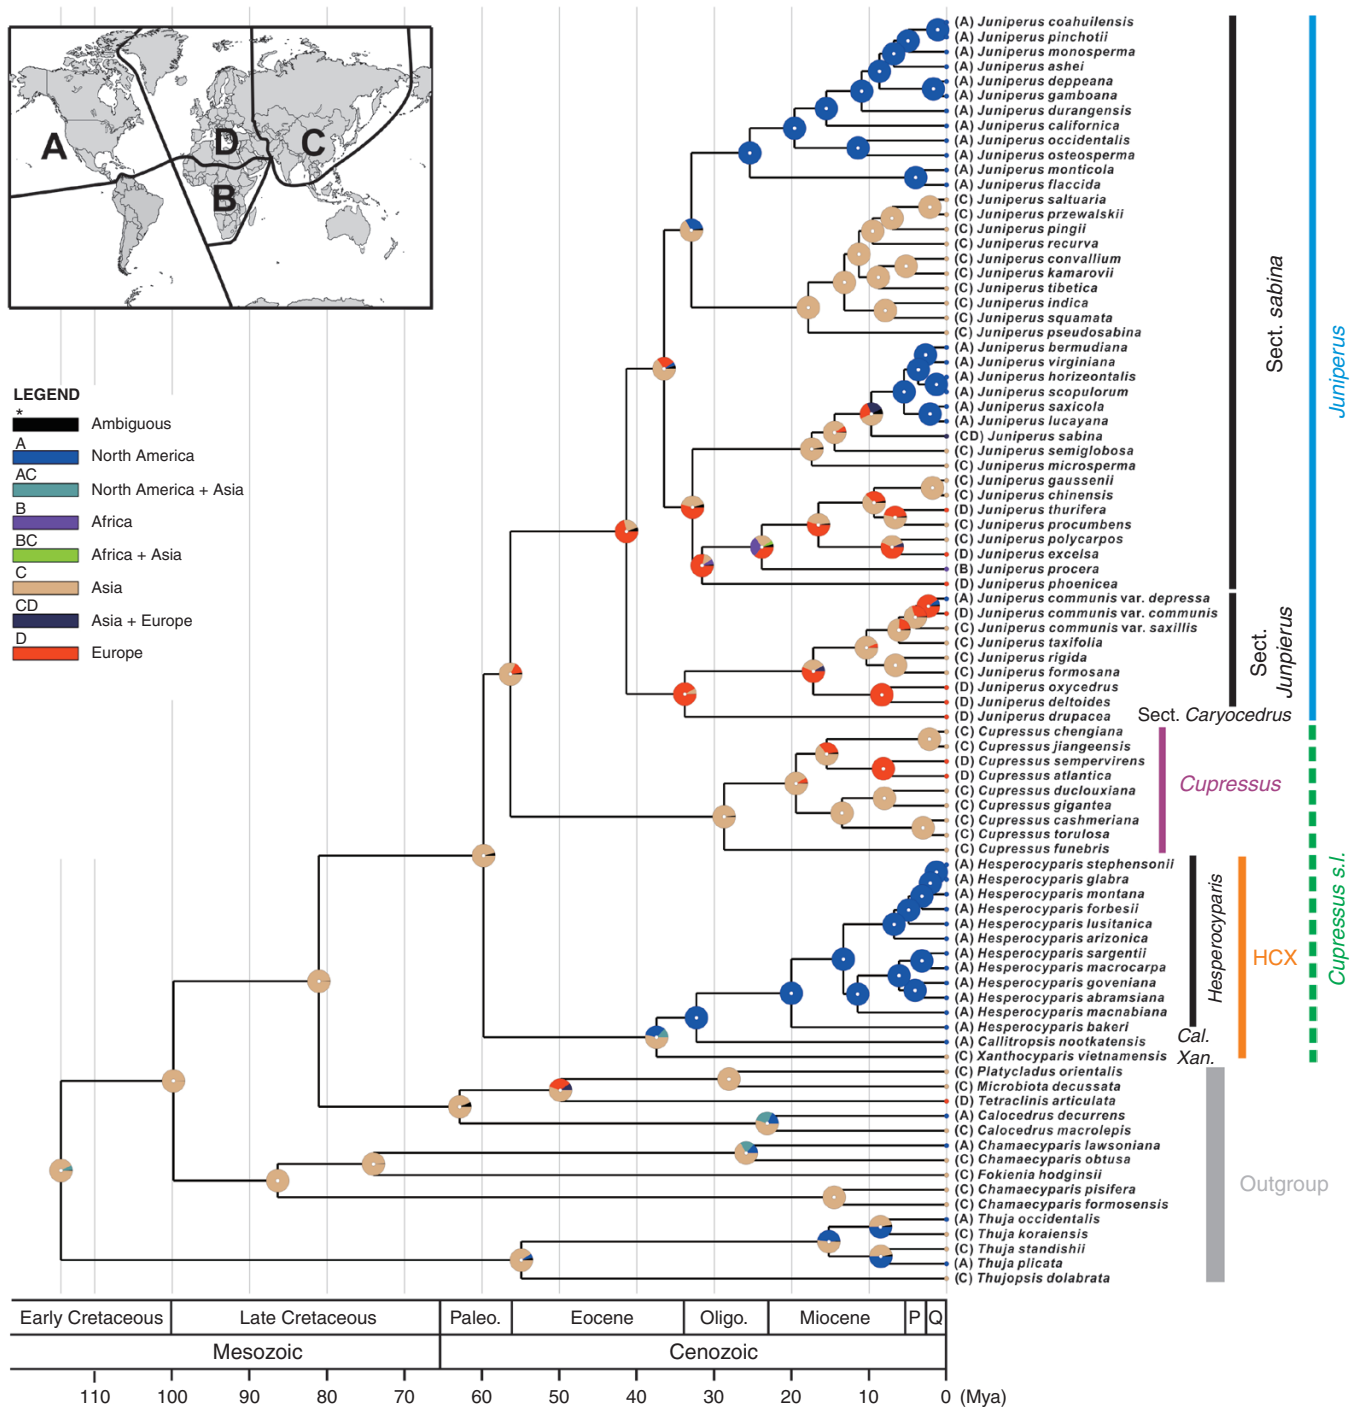 A
D
C
B
LEGEND
*
Ambiguous
A
North America
AC
North America + Asia
B
Africa
BC
Africa + Asia
C
Asia
CD
Asia + Europe
D
Europe
(A) Juniperus coahuilensis
(A) Juniperus pinchotii
(A) Juniperus monosperma
(A) Juniperus ashei
(A) Juniperus deppeana
(A) Juniperus gamboana
(A) Juniperus durangensis
(A) Juniperus californica
(A) Juniperus occidentalis
(A) Juniperus osteosperma
(A) Juniperus monticola
(A) Juniperus flaccida
(C) Juniperus saltuaria
(C) Juniperus przewalskii
(C) Juniperus pingii
(C) Juniperus recurva
(C) Juniperus convallium
(C) Juniperus kamarovii
(C) Juniperus tibetica
(C) Juniperus indica
(C) Juniperus squamata
(C) Juniperus pseudosabina
(A) Juniperus bermudiana
(A) Juniperus virginiana
(A) Juniperus horizeontalis
(A) Juniperus scopulorum
(A) Juniperus saxicola
(A) Juniperus lucayana
(CD) Juniperus sabina
(C) Juniperus semiglobosa
(C) Juniperus microsperma
(C) Juniperus gaussenii
(C) Juniperus chinensis
(D) Juniperus thurifera
(C) Juniperus procumbens
(C) Juniperus polycarpos
(D) Juniperus excelsa
(B) Juniperus procera
(D) Juniperus phoenicea
(A) Juniperus communis var. depressa
(D) Juniperus communis var. communis
(C) Juniperus communis var. saxillis
(C) Juniperus taxifolia
(C) Juniperus rigida
(C) Juniperus formosana
(D) Juniperus oxycedrus
(D) Juniperus deltoides
(D) Juniperus drupacea
(C) Cupressus chengiana
(C) Cupressus jiangeensis
(D) Cupressus sempervirens
(D) Cupressus atlantica
(C) Cupressus duclouxiana
(C) Cupressus gigantea
(C) Cupressus cashmeriana
(C) Cupressus torulosa
(C) Cupressus funebris
(A) Hesperocyparis stephensonii
(A) Hesperocyparis glabra
(A) Hesperocyparis montana
(A) Hesperocyparis forbesii
(A) Hesperocyparis lusitanica
(A) Hesperocyparis arizonica
(A) Hesperocyparis sargentii
(A) Hesperocyparis macrocarpa
(A) Hesperocyparis goveniana
(A) Hesperocyparis abramsiana
(A) Hesperocyparis macnabiana
(A) Hesperocyparis bakeri
(A) Callitropsis nootkatensis
(C) Xanthocyparis vietnamensis
(C) Platycladus orientalis
(C) Microbiota decussata
(D) Tetraclinis articulata
(A) Calocedrus decurrens
(C) Calocedrus macrolepis
(A) Chamaecyparis lawsoniana
(C) Chamaecyparis obtusa
(C) Fokienia hodginsii
(C) Chamaecyparis pisifera
(C) Chamaecyparis formosensis
(A) Thuja occidentalis
(C) Thuja koraiensis
(C) Thuja standishii
(A) Thuja plicata
(C) Thujopsis dolabrata
Sect. sabina
Sect.
Junpierus
Sect. Caryocedrus
Juniperus
Cupressus
Hesperocyparis
HCX
Cal.
Xan.
Cupressus s.l.
Outgroup
Early Cretaceous
Late Cretaceous
Paleo.
Eocene
Oligo.
Miocene
P
Q
Mesozoic
Cenozoic
110 100 90 80 70 60 50 40 30 20 10 0 (Mya)